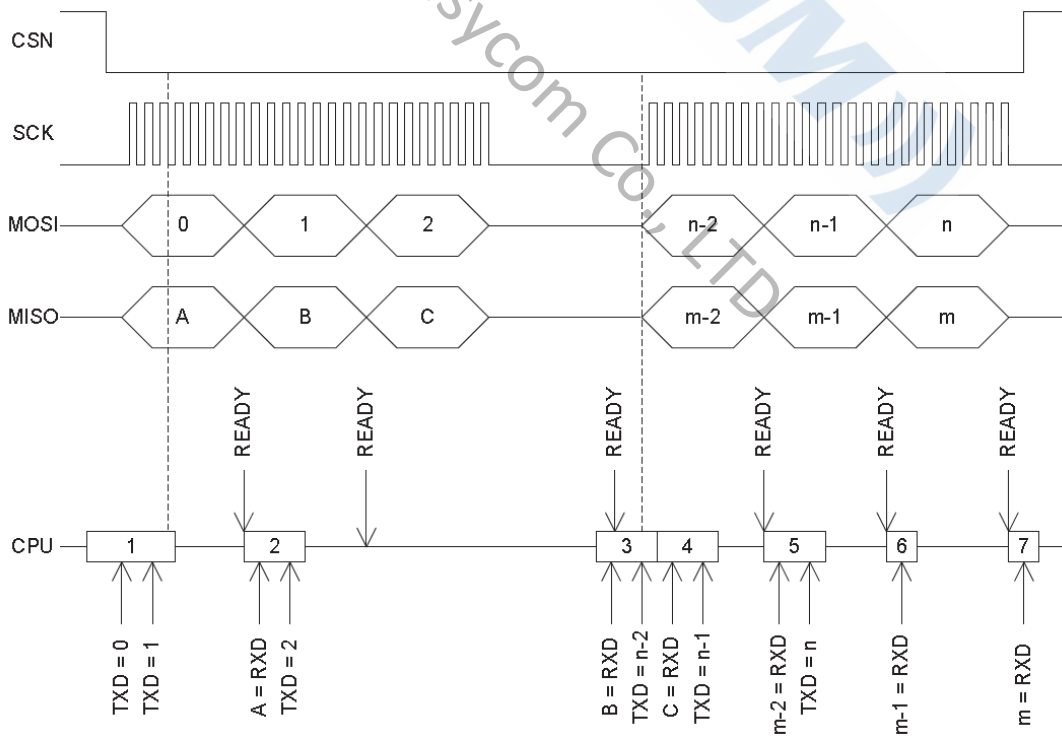 CSN
SCK
MOSI
0
1
2
n-2
n-1
n
MISO
A
B
C
m-2
m-1
m
READY
READY
READY
READY
READY
READY
CPU
1
2
3
4
5
6
7
TXD = 0
TXD = 1
A = RXD
TXD = 2
B = RXD
TXD = n-2
C = RXD
TXD = n-1
m-2 = RXD
TXD = n
m-1 = RXD
m = RXD
Co., LTD